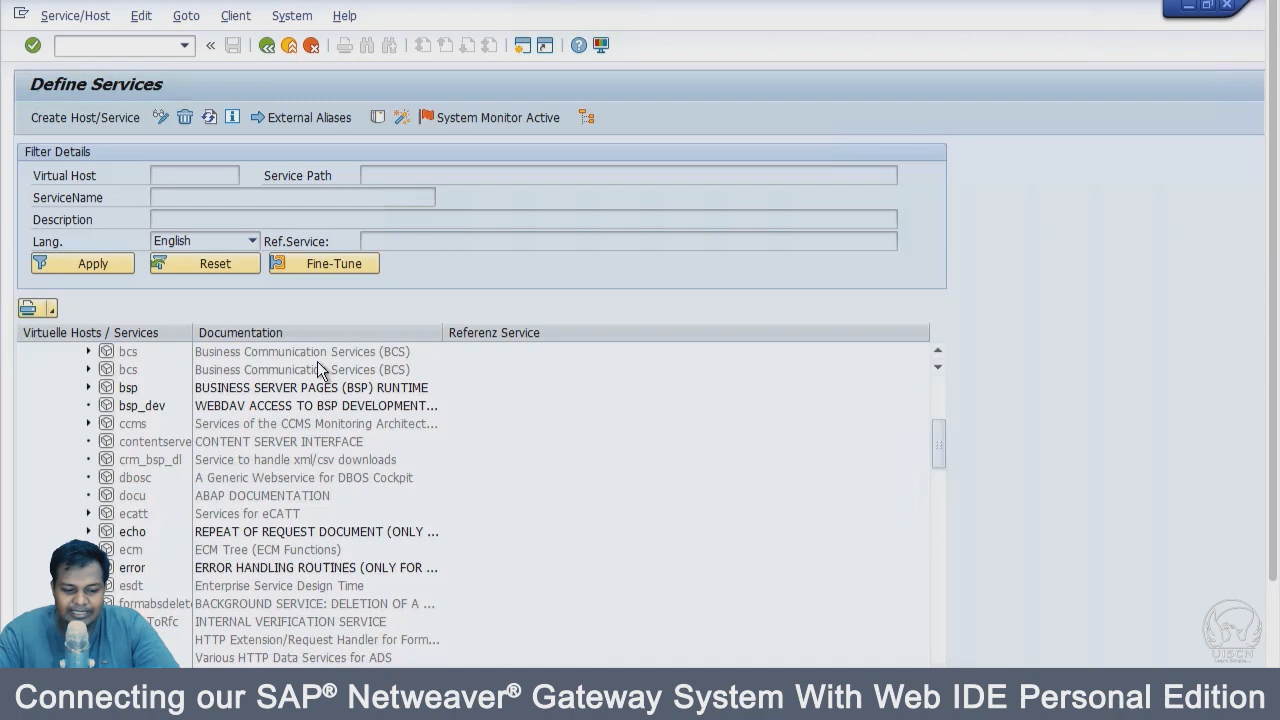 Service/Host Edit Goto Client System Help
Define Services
Create Host/Service External Aliases System Monitor Active
Filter Details
Virtual Host Service Path
ServiceName
Description
Lang. English Ref.Service:
Apply Reset Fine-Tune
Virtuelle Hosts / Services Documentation Referenz Service
bcs Business Communication Services (BCS)
bcs Business Communication Services (BCS)
bsp BUSINESS SERVER PAGES (BSP) RUNTIME
bsp_dev WEBDAV ACCESS TO BSP DEVELOPMENT...
ccms Services of the CCMS Monitoring Architect...
contentserve CONTENT SERVER INTERFACE
crm_bsp_dl Service to handle xml/csv downloads
dbosc A Generic Webservice for DBOS Cockpit
docu ABAP DOCUMENTATION
ecatt Services for eCATT
echo REPEAT OF REQUEST DOCUMENT (ONLY ...
ecm ECM Tree (ECM Functions)
error ERROR HANDLING ROUTINES (ONLY FOR ...
esdt Enterprise Service Design Time
formabsdelet BACKGROUND SERVICE: DELETION OF A ...
ToRfc INTERNAL VERIFICATION SERVICE
HTTP Extension/Request Handler for Form...
Various HTTP Data Services for ADS
UI5CN
Connecting our SAP® Netweaver® Gateway System With Web IDE Personal Edition